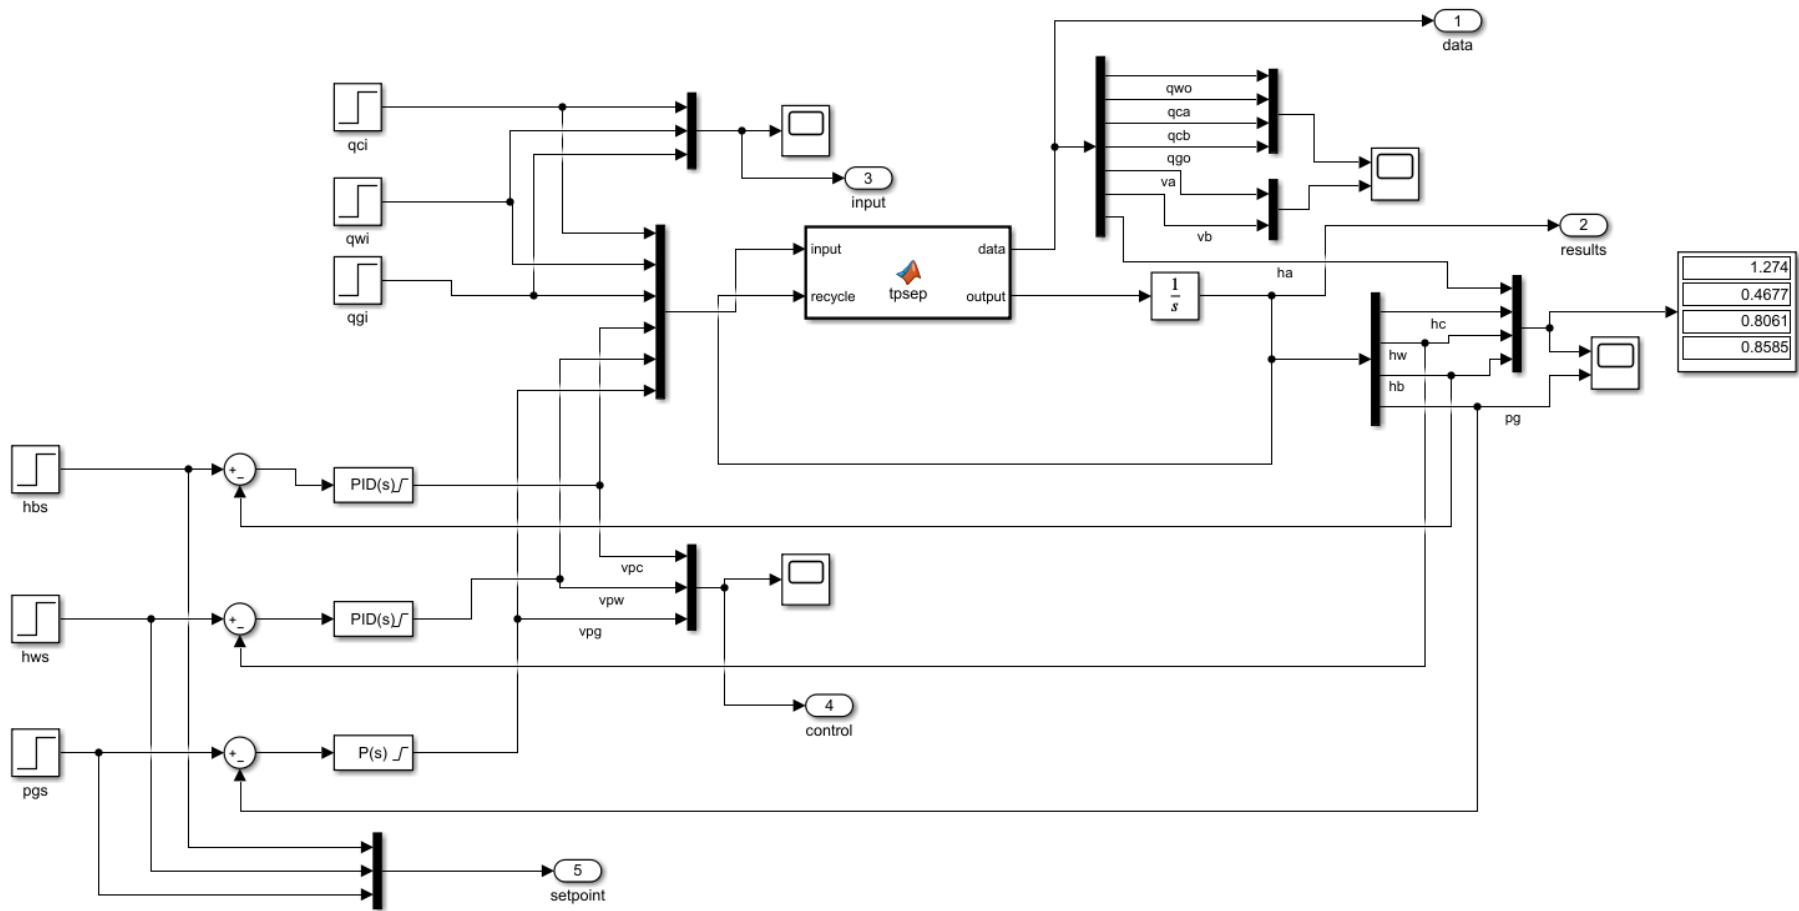 1
data
qwo
qca
qcb
qgo
va
vb
qci
3
input
qwi
qgi
input
data
tpsep
recycle
output
1
s
2
results
ha
hc
hw
hb
pg
1.274
0.4677
0.8061
0.8585
+
−
PID(s)
hbs
vpc
vpw
vpg
+
−
PID(s)
hws
4
control
+
−
P(s)
pgs
5
setpoint